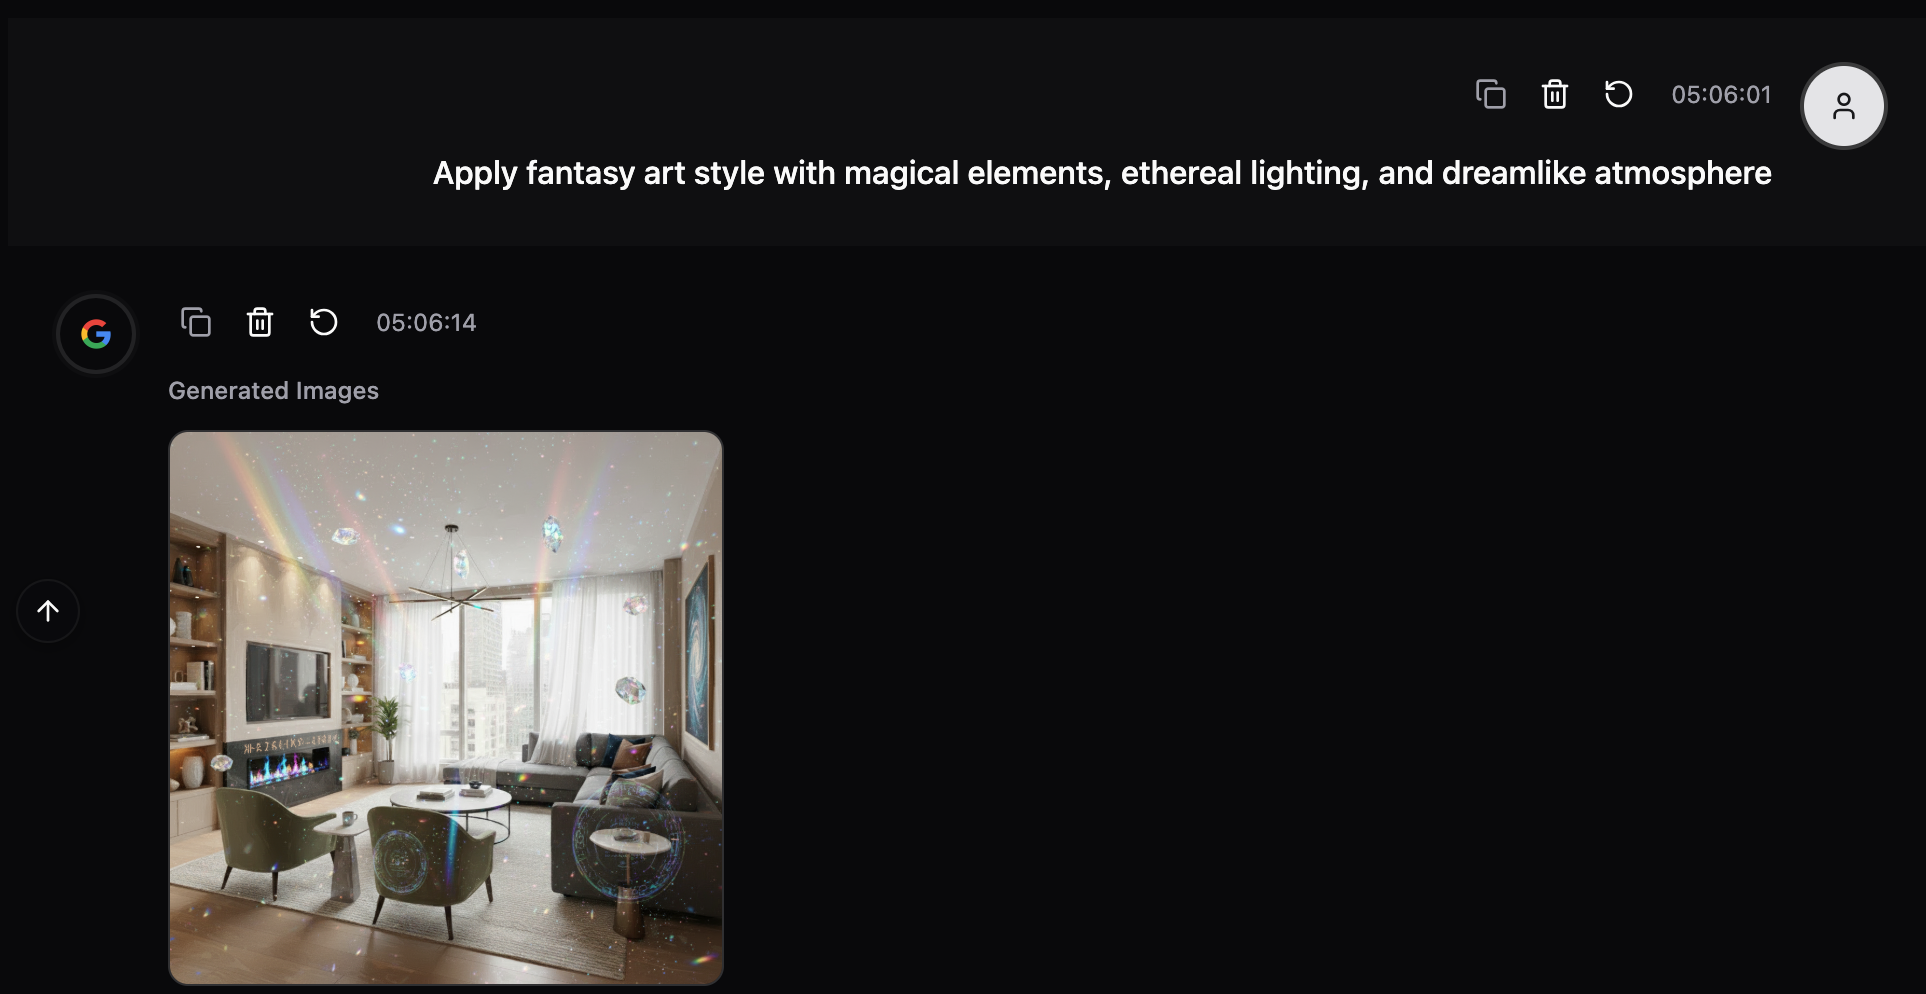 05:06:01
Apply fantasy art style with magical elements, ethereal lighting, and dreamlike atmosphere
05:06:14
Generated Images